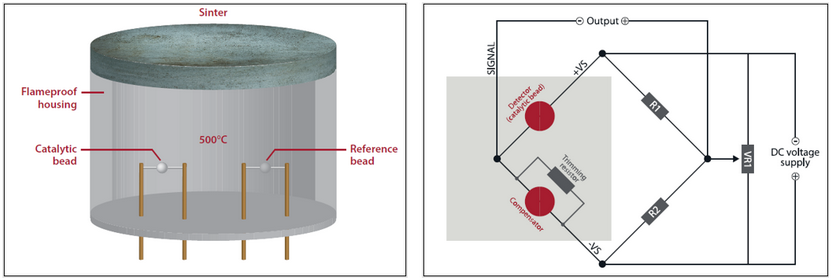 Sinter
Flameproof
housing
500°C
Catalytic
bead
Reference
bead
⊖ Output ⊕
SIGNAL
+VS
Detector
(catalytic bead)
R1
Trimming
resistor
VR1
⊖
DC voltage
supply
⊕
Compensator
R2
-VS